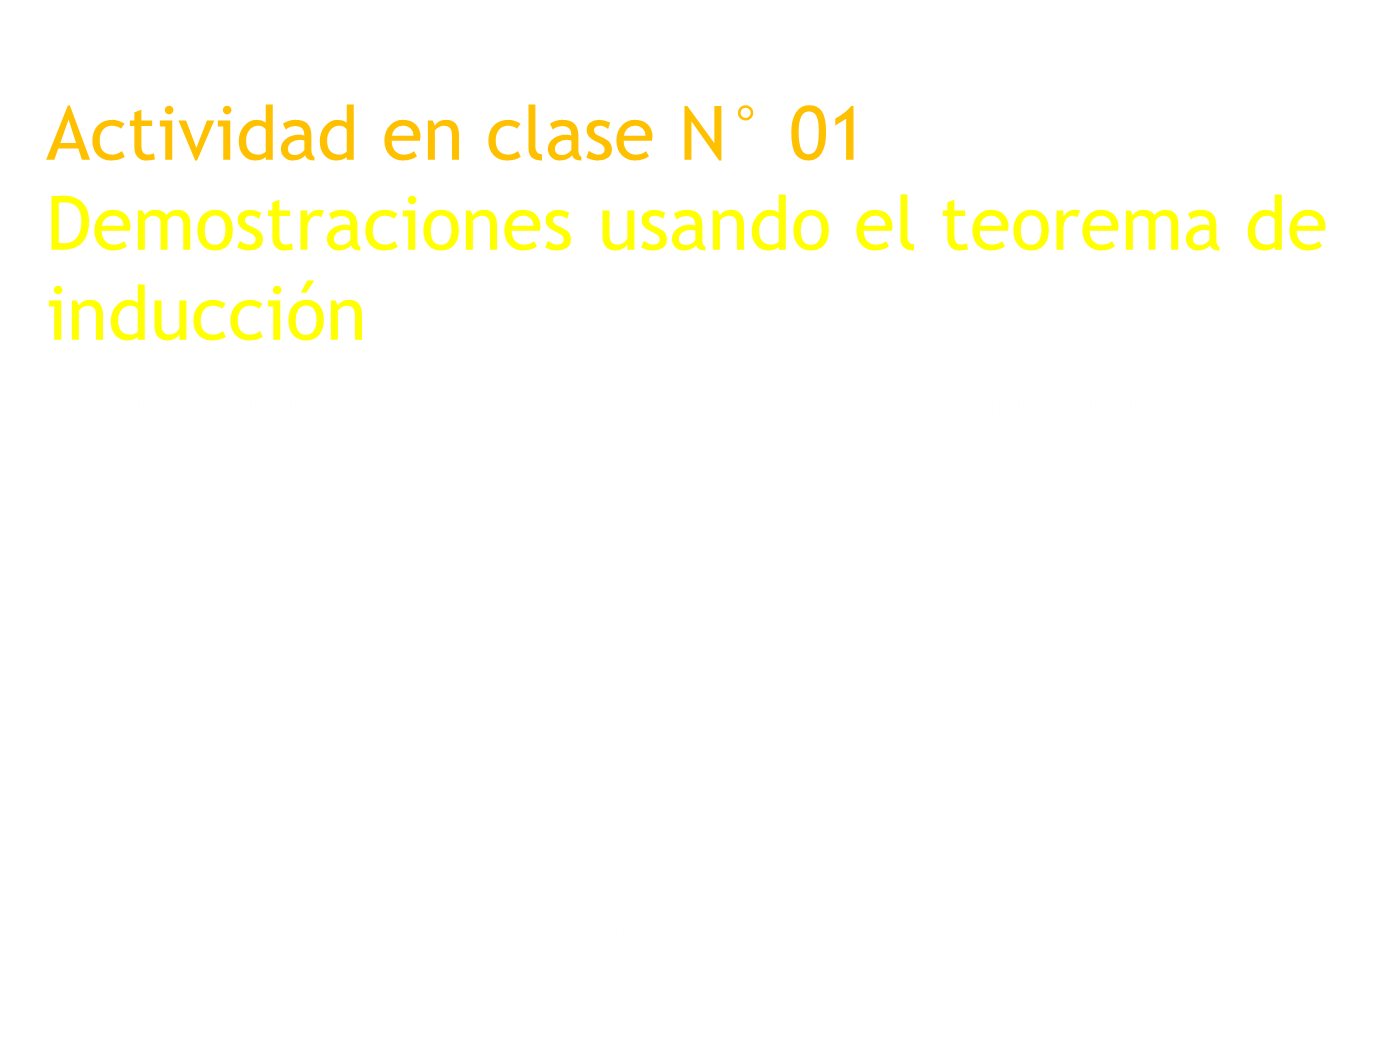 Actividad en clase N° 01
Demostraciones usando el teorema de
inducción